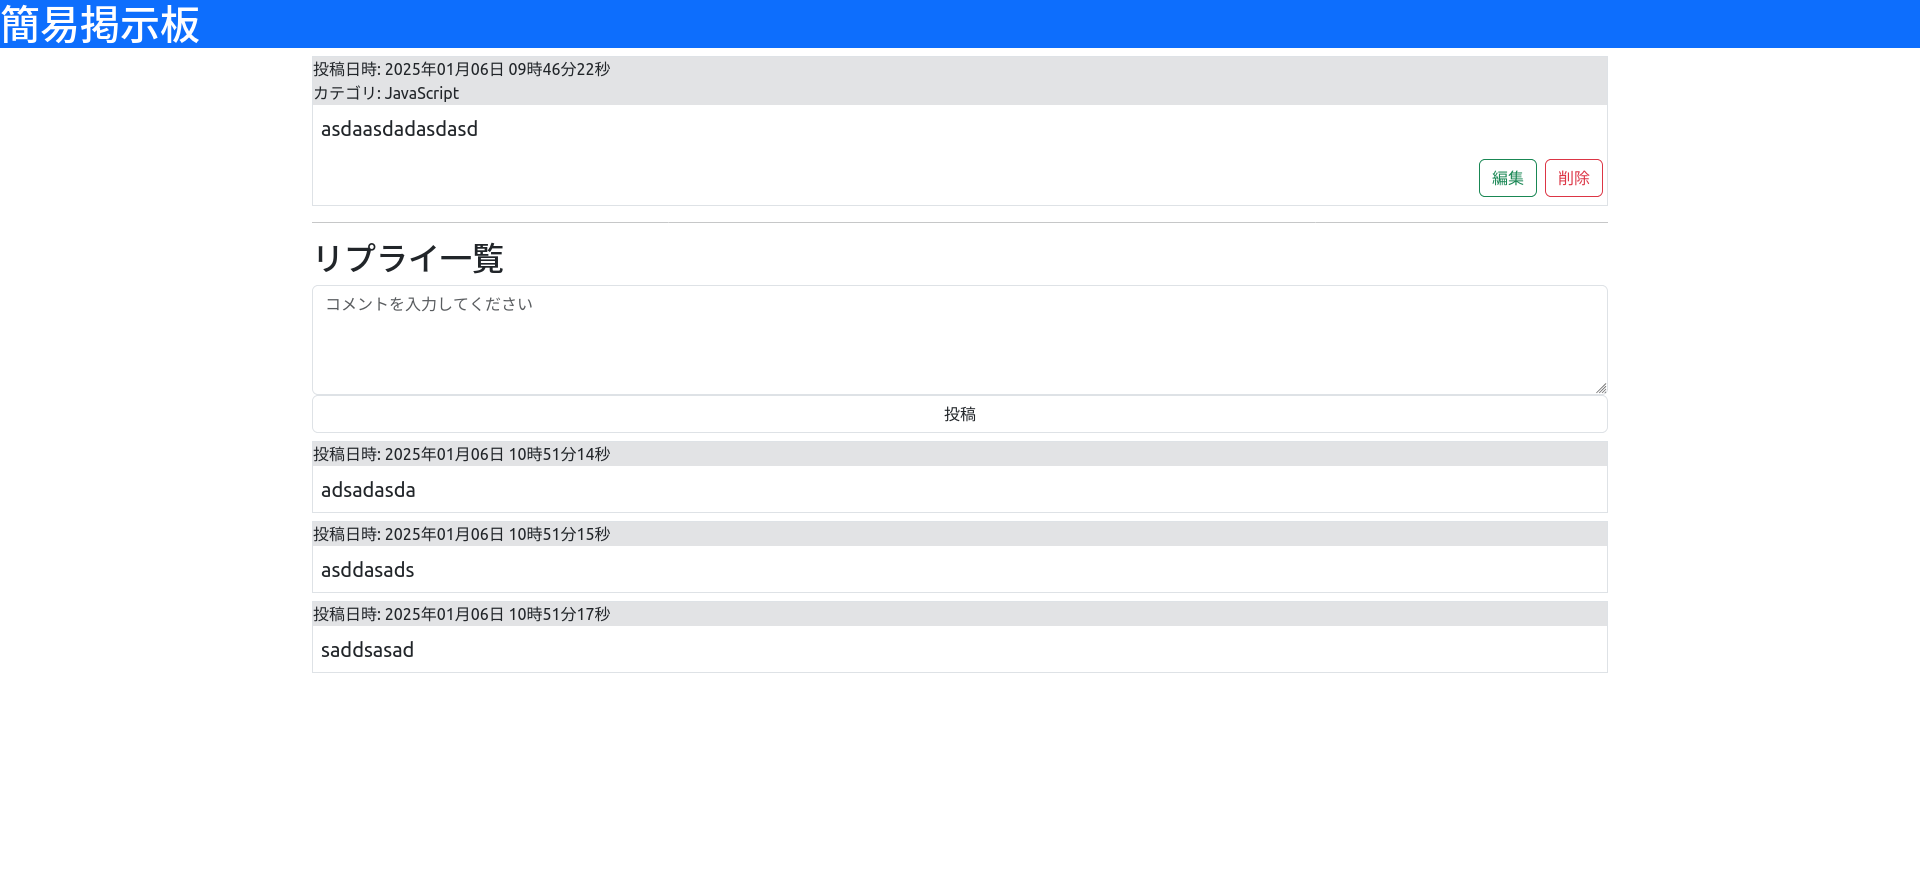 簡易掲示板
投稿日時: 2025年01月06日 09時46分22秒
カテゴリ: JavaScript
asdaasdadasdasd
編集 削除
リプライ一覧
コメントを入力してください
投稿
投稿日時: 2025年01月06日 10時51分14秒
adsadasda
投稿日時: 2025年01月06日 10時51分15秒
asddasads
投稿日時: 2025年01月06日 10時51分17秒
saddsasad